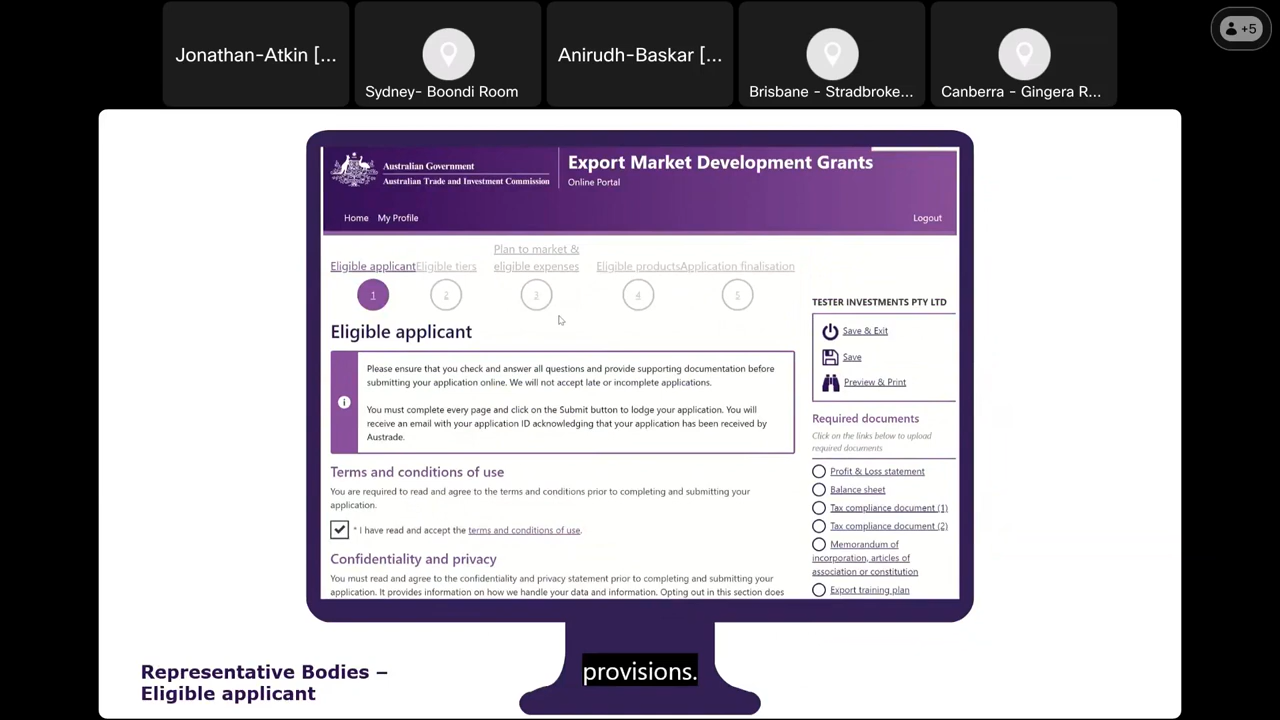 Jonathan-Atkin [...
Sydney- Boondi Room
Anirudh-Baskar [...
Brisbane - Stradbroke...
Canberra - Gingera R...
+5
Australian Government
Australian Trade and Investment Commission
Export Market Development Grants
Online Portal
Home My Profile
Logout
Eligible applicant
Eligible tiers
Plan to market &
eligible expenses
Eligible products
Application finalisation
1
2
3
4
5
Eligible applicant
Please ensure that you check and answer all questions and provide supporting documentation before
submitting your application online. We will not accept late or incomplete applications.
You must complete every page and click on the Submit button to lodge your application. You will
receive an email with your application ID acknowledging that your application has been received by
Austrade.
Terms and conditions of use
You are required to read and agree to the terms and conditions prior to completing and submitting your
application.
* I have read and accept the terms and conditions of use.
Confidentiality and privacy
You must read and agree to the confidentiality and privacy statement prior to completing and submitting your
application. It provides information on how we handle your data and information. Opting out in this section does
TESTER INVESTMENTS PTY LTD
Save & Exit
Save
Preview & Print
Required documents
Click on the links below to upload
required documents
Profit & Loss statement
Balance sheet
Tax compliance document (1)
Tax compliance document (2)
Memorandum of
incorporation, articles of
association or constitution
Export training plan
Representative Bodies –
Eligible applicant
provisions.